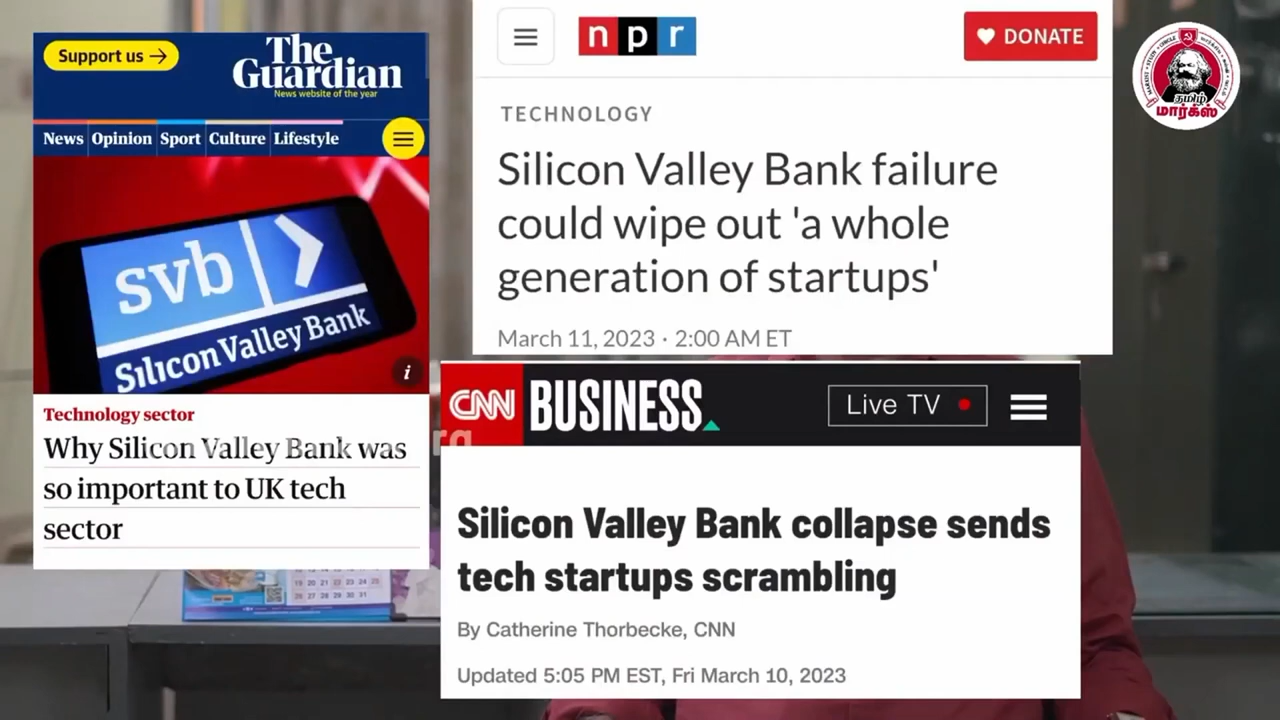 Support us →
The
Guardian
News website of the year
News Opinion Sport Culture Lifestyle
svb
Silicon Valley Bank
i
Technology sector
Why Silicon Valley Bank was
so important to UK tech
sector
npr
DONATE
TECHNOLOGY
Silicon Valley Bank failure
could wipe out 'a whole
generation of startups'
March 11, 2023 · 2:00 AM ET
CNN BUSINESS
Live TV
Silicon Valley Bank collapse sends
tech startups scrambling
By Catherine Thorbecke, CNN
Updated 5:05 PM EST, Fri March 10, 2023
தமிழ்
மார்க்ஸ்